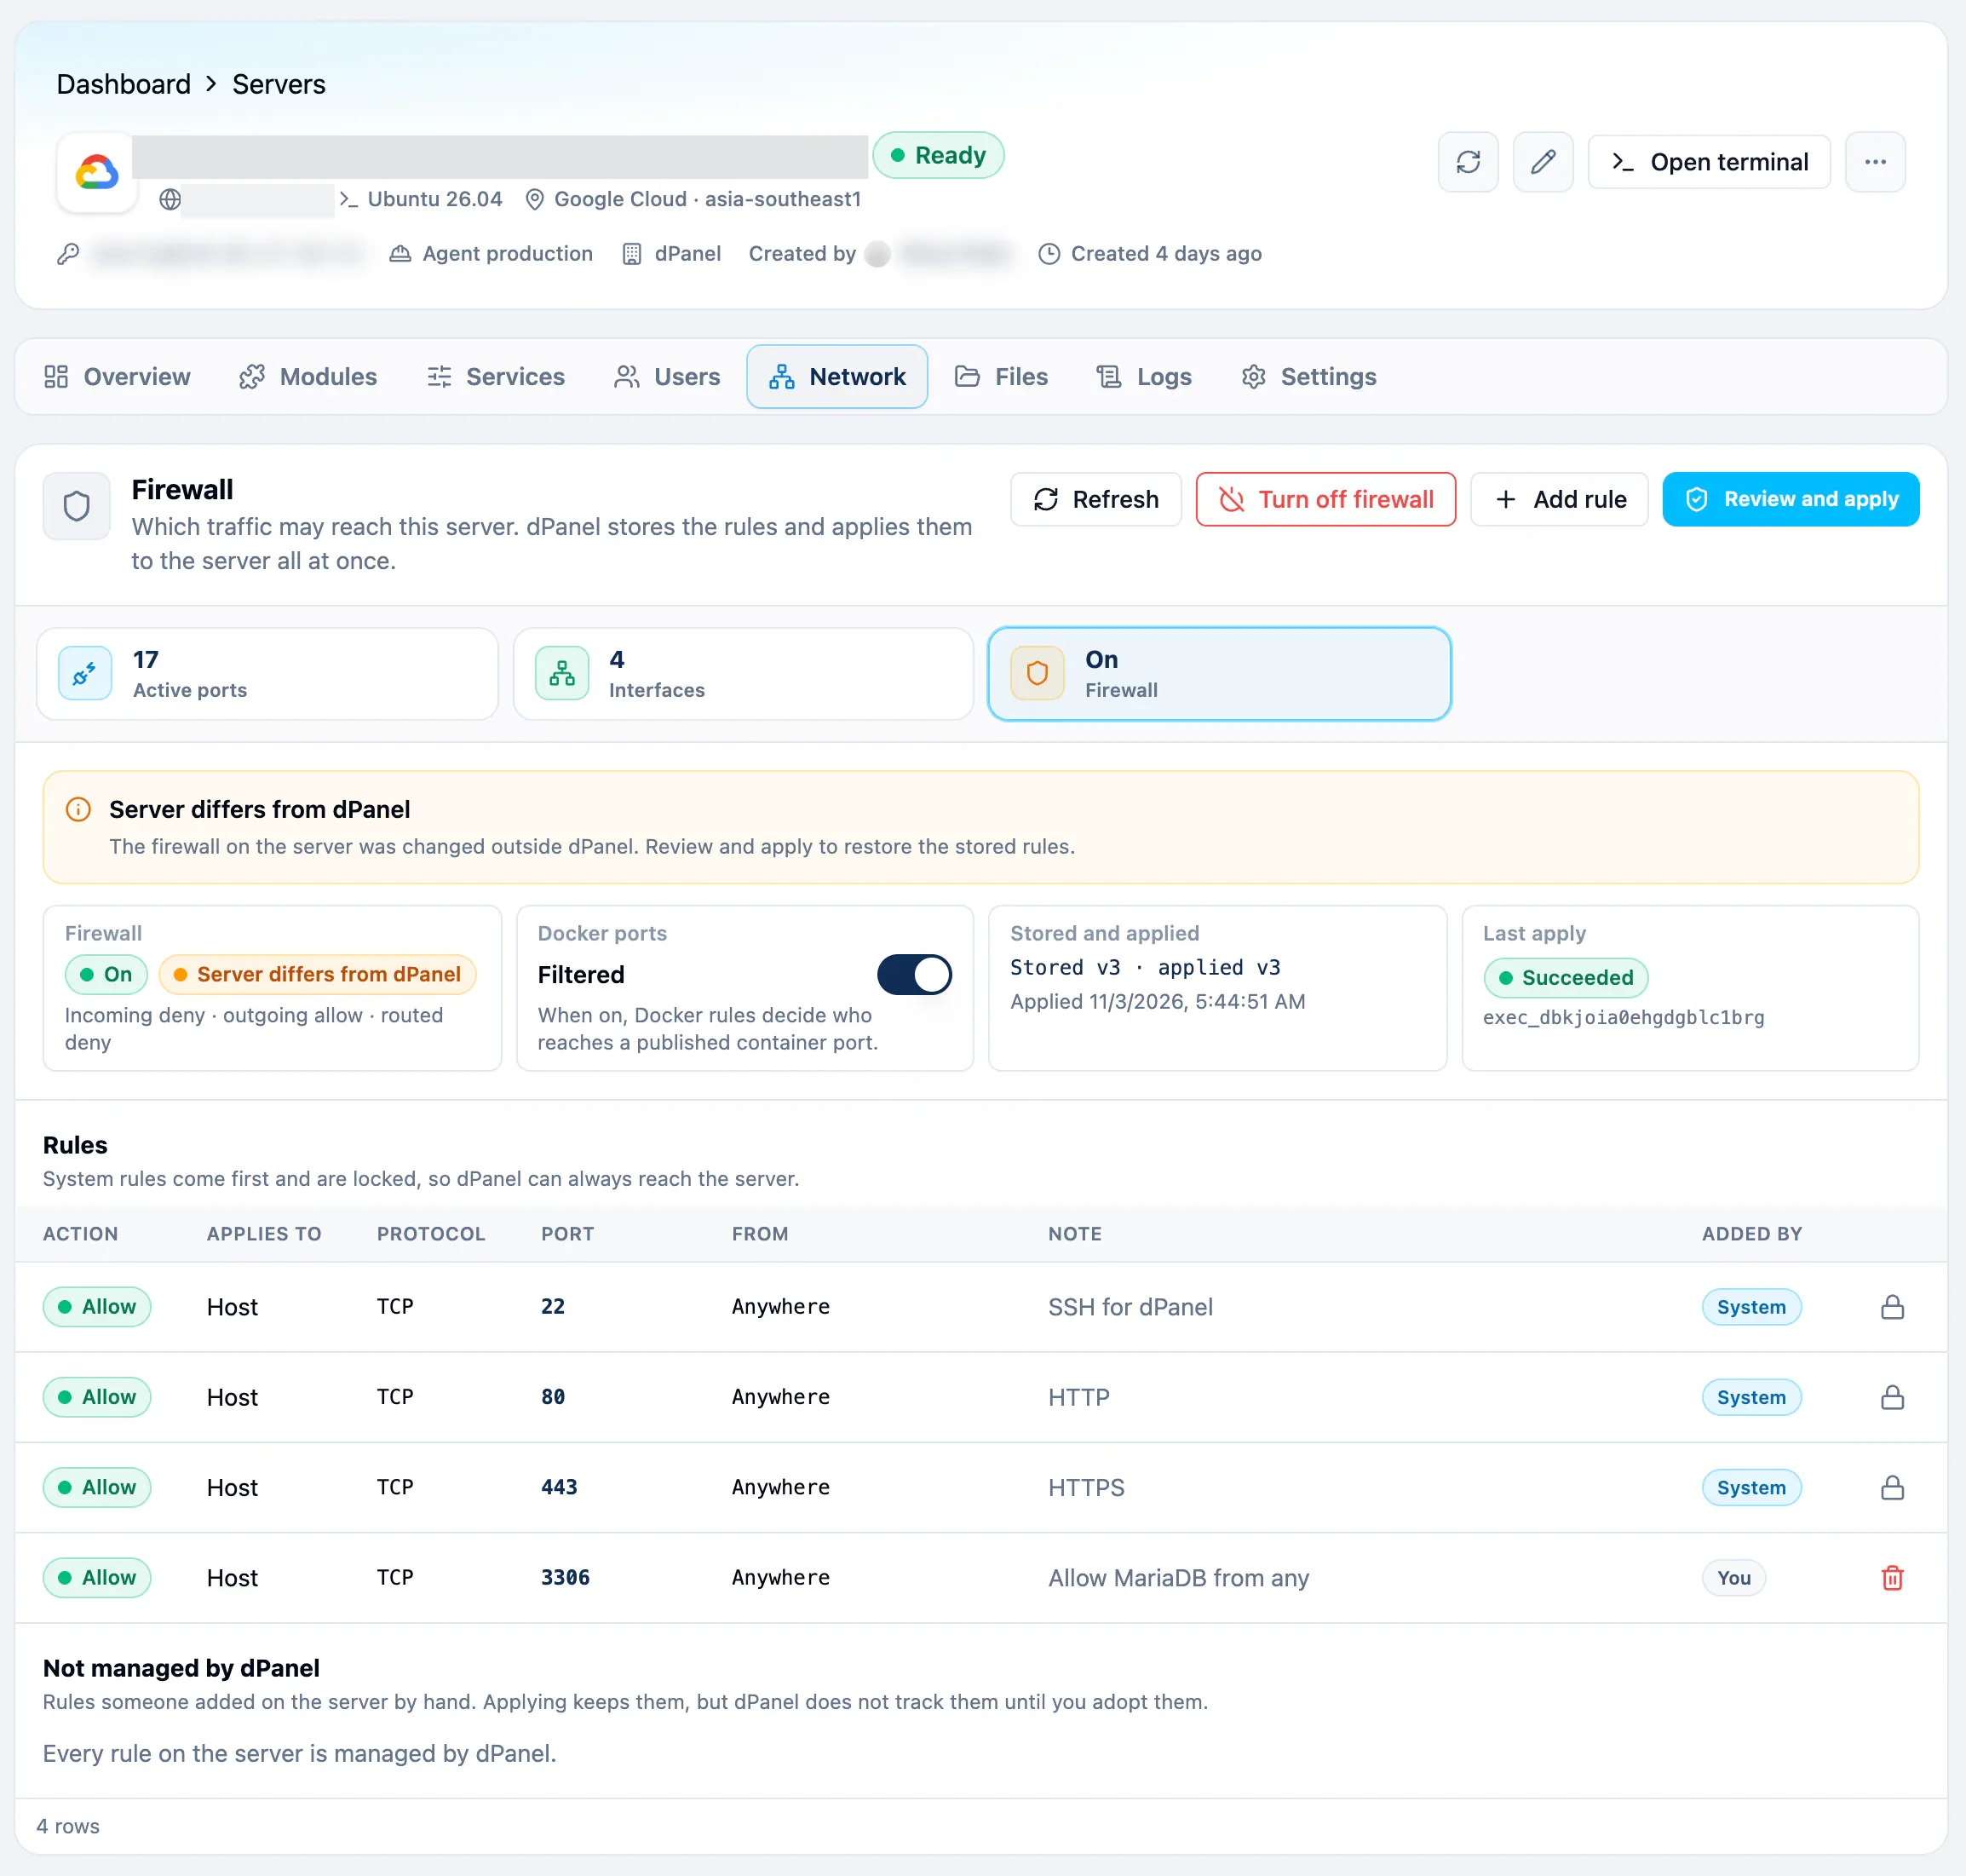 Dashboard > Servers
Ready
Open terminal
Ubuntu 26.04
Google Cloud · asia-southeast1
Agent production
dPanel
Created by
Created 4 days ago
Overview
Modules
Services
Users
Network
Files
Logs
Settings
Firewall
Which traffic may reach this server. dPanel stores the rules and applies them
to the server all at once.
Refresh
Turn off firewall
Add rule
Review and apply
17
Active ports
4
Interfaces
On
Firewall
Server differs from dPanel
The firewall on the server was changed outside dPanel. Review and apply to restore the stored rules.
Firewall
On
Server differs from dPanel
Incoming deny · outgoing allow · routed
deny
Docker ports
Filtered
When on, Docker rules decide who
reaches a published container port.
Stored and applied
Stored v3 · applied v3
Applied 11/3/2026, 5:44:51 AM
Last apply
Succeeded
exec_dbkjoia0ehgdgblc1brg
Rules
System rules come first and are locked, so dPanel can always reach the server.
ACTION APPLIES TO PROTOCOL PORT FROM NOTE ADDED BY
Allow Host TCP 22 Anywhere SSH for dPanel System
Allow Host TCP 80 Anywhere HTTP System
Allow Host TCP 443 Anywhere HTTPS System
Allow Host TCP 3306 Anywhere Allow MariaDB from any You
Not managed by dPanel
Rules someone added on the server by hand. Applying keeps them, but dPanel does not track them until you adopt them.
Every rule on the server is managed by dPanel.
4 rows